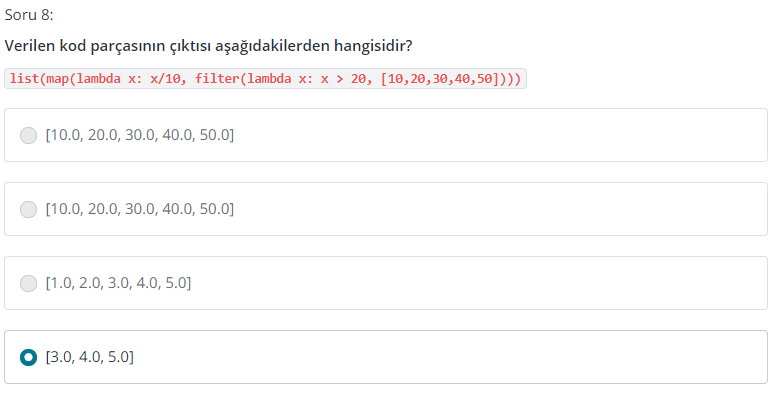 Soru 8:
Verilen kod parçasının çıktısı aşağıdakilerden hangisidir?
list(map(lambda x: x/10, filter(lambda x: x > 20, [10,20,30,40,50])))
[10.0, 20.0, 30.0, 40.0, 50.0]
[10.0, 20.0, 30.0, 40.0, 50.0]
[1.0, 2.0, 3.0, 4.0, 5.0]
[3.0, 4.0, 5.0]